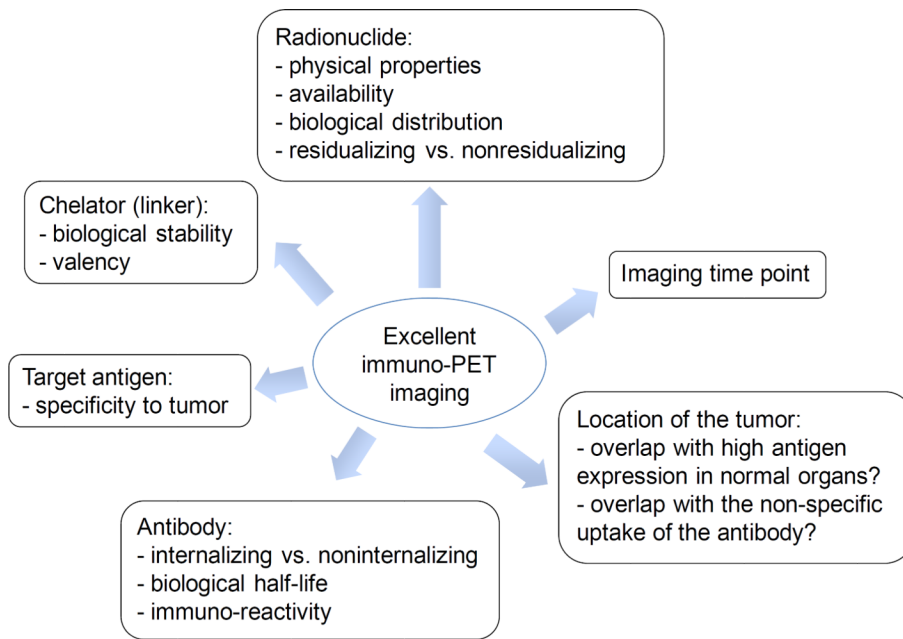 Radionuclide:
- physical properties
- availability
- biological distribution
- residualizing vs. nonresidualizing
Chelator (linker):
- biological stability
- valency
Imaging time point
Excellent
immuno-PET
imaging
Target antigen:
- specificity to tumor
Location of the tumor:
- overlap with high antigen
expression in normal organs?
- overlap with the non-specific
uptake of the antibody?
Antibody:
- internalizing vs. noninternalizing
- biological half-life
- immuno-reactivity